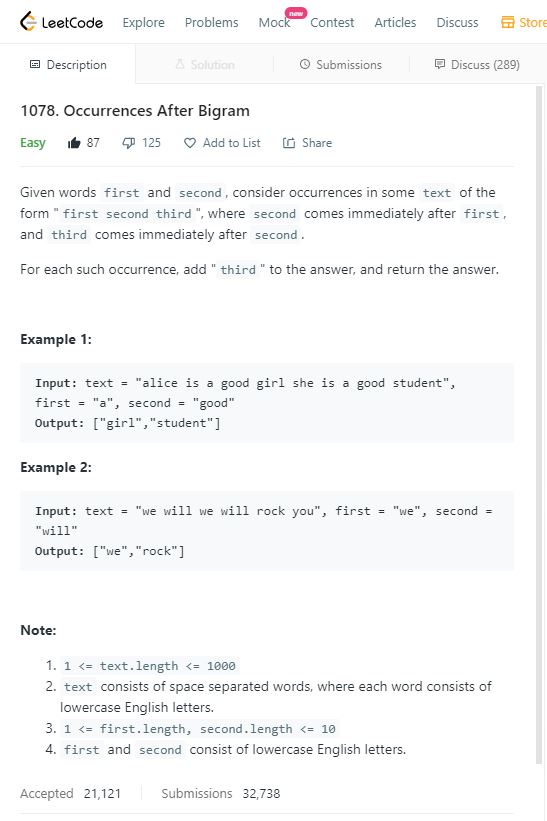 LeetCode Explore Problems Mock new Contest Articles Discuss Store
Description Solution Submissions Discuss (289)
1078. Occurrences After Bigram
Easy 87 125 Add to List Share
Given words first and second, consider occurrences in some text of the
form "first second third", where second comes immediately after first,
and third comes immediately after second.
For each such occurrence, add "third" to the answer, and return the answer.
Example 1:
Input: text = "alice is a good girl she is a good student",
first = "a", second = "good"
Output: ["girl","student"]
Example 2:
Input: text = "we will we will rock you", first = "we", second =
"will"
Output: ["we","rock"]
Note:
1. 1 <= text.length <= 1000
2. text consists of space separated words, where each word consists of
lowercase English letters.
3. 1 <= first.length, second.length <= 10
4. first and second consist of lowercase English letters.
Accepted 21,121 Submissions 32,738